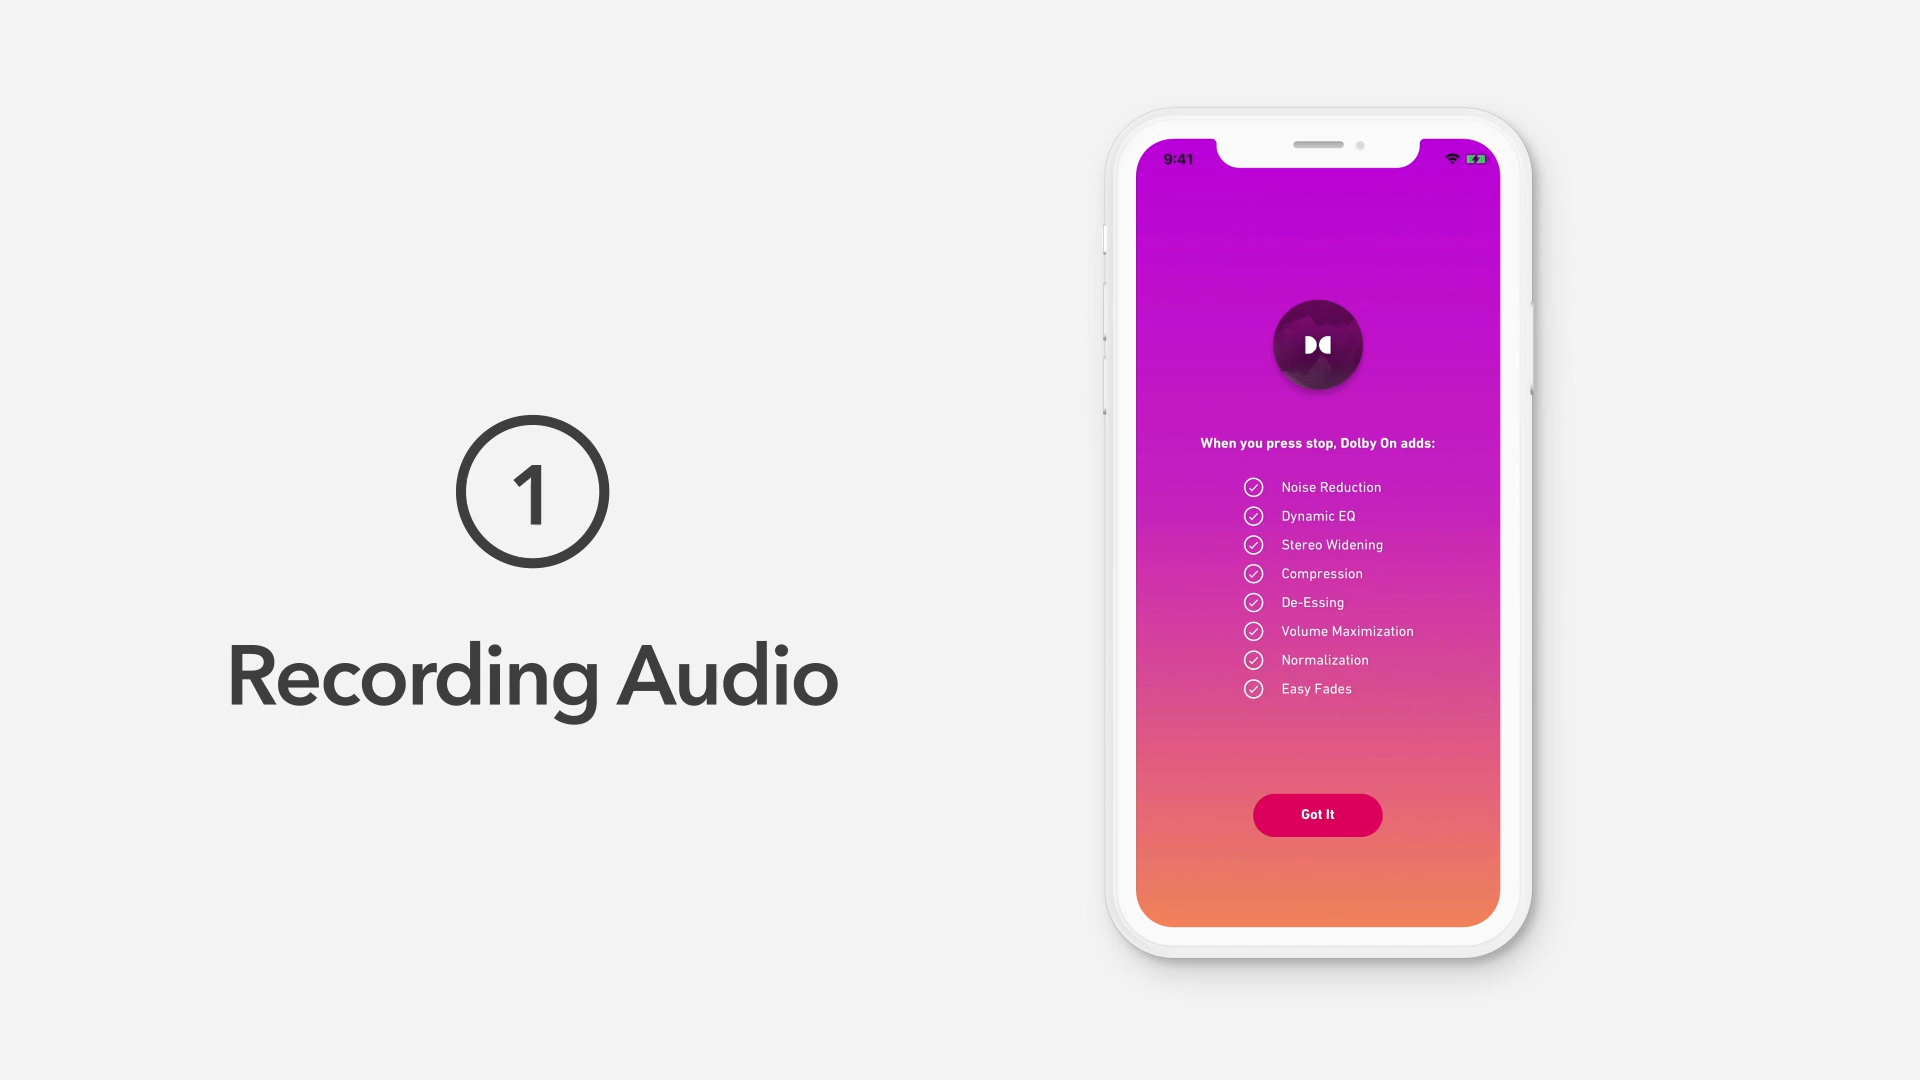 1
Recording Audio
9:41
When you press stop, Dolby On adds:
Noise Reduction
Dynamic EQ
Stereo Widening
Compression
De-Essing
Volume Maximization
Normalization
Easy Fades
Got It